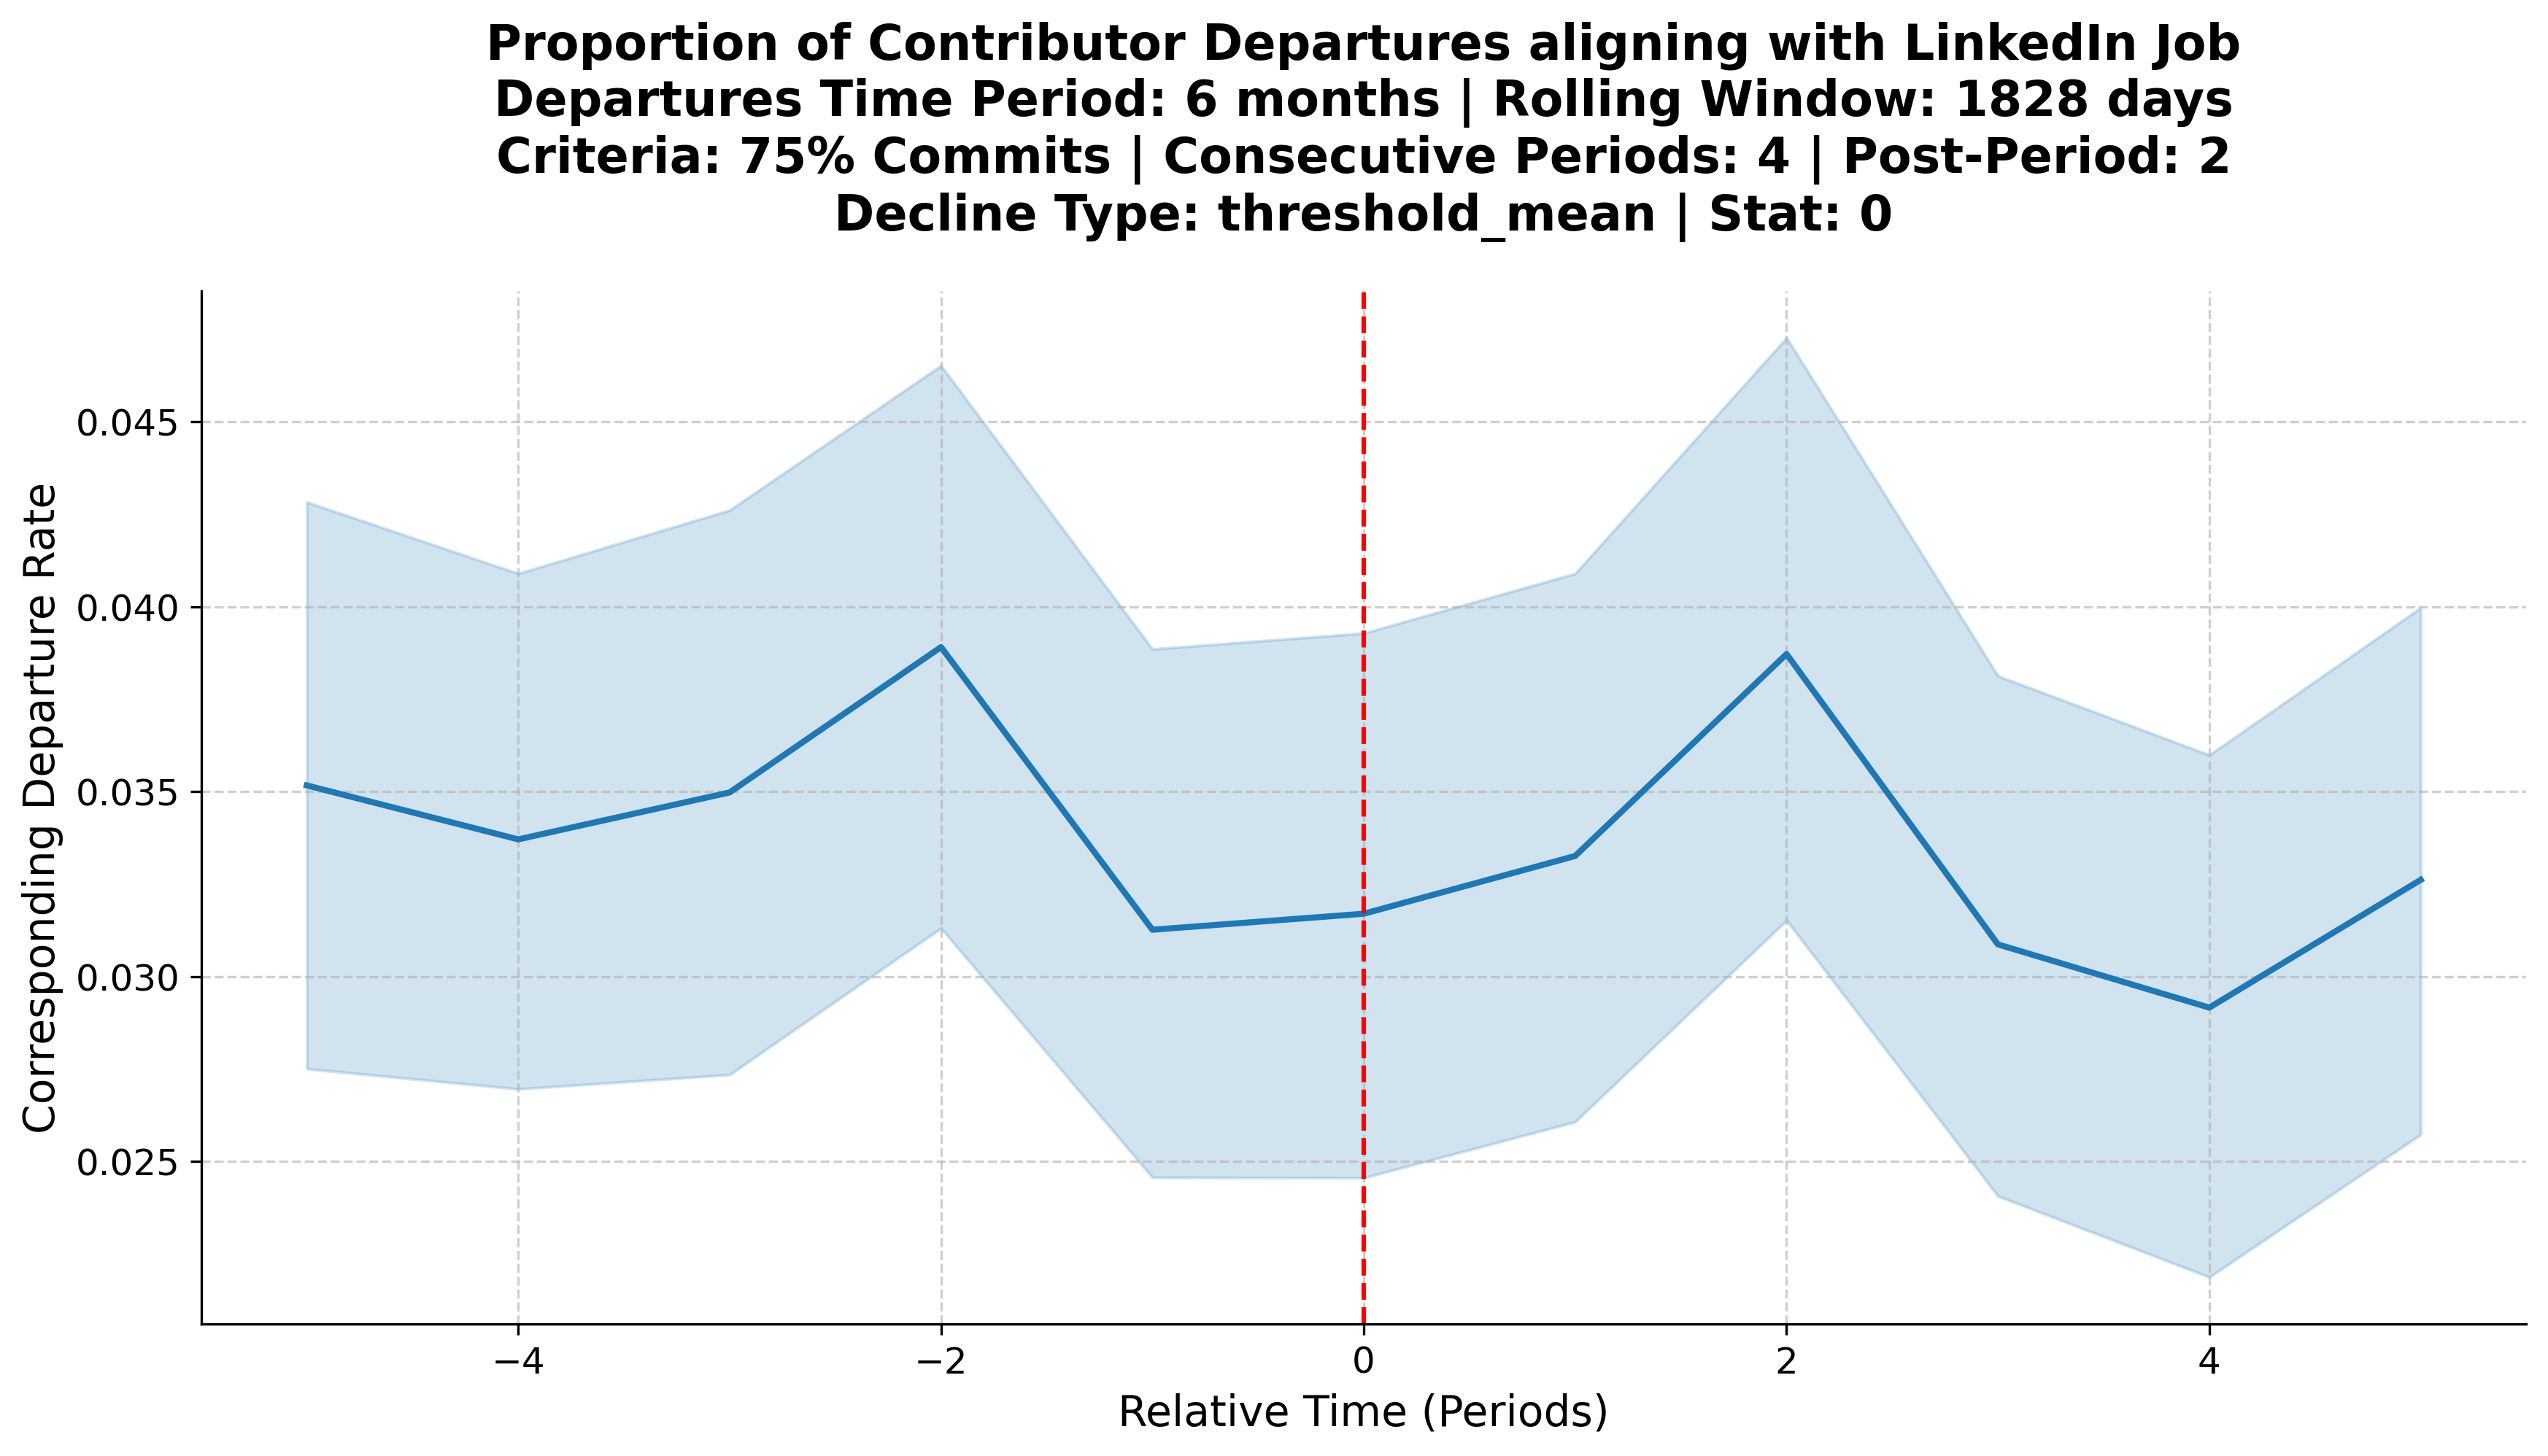 Proportion of Contributor Departures aligning with LinkedIn Job
Departures Time Period: 6 months | Rolling Window: 1828 days
Criteria: 75% Commits | Consecutive Periods: 4 | Post-Period: 2
Decline Type: threshold_mean | Stat: 0
Corresponding Departure Rate
0.045
0.040
0.035
0.030
0.025
−4
−2
0
2
4
Relative Time (Periods)